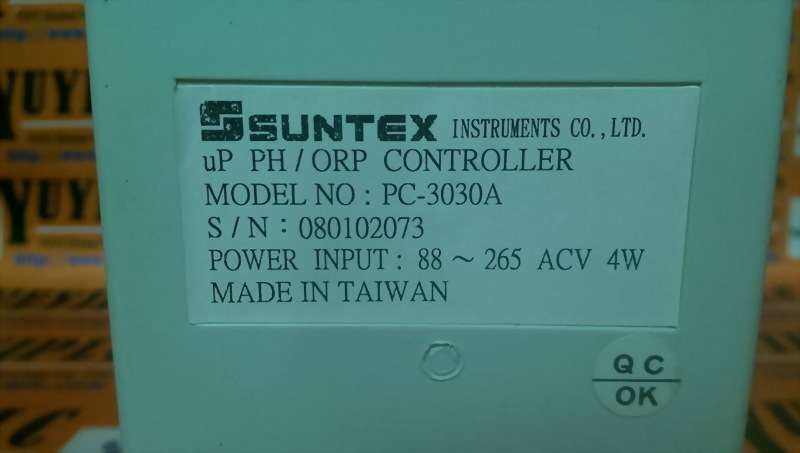 SUNTEX INSTRUMENTS CO., LTD.
uP PH / ORP CONTROLLER
MODEL NO : PC-3030A
S / N : 080102073
POWER INPUT : 88 ~ 265 ACV 4W
MADE IN TAIWAN
QC
OK